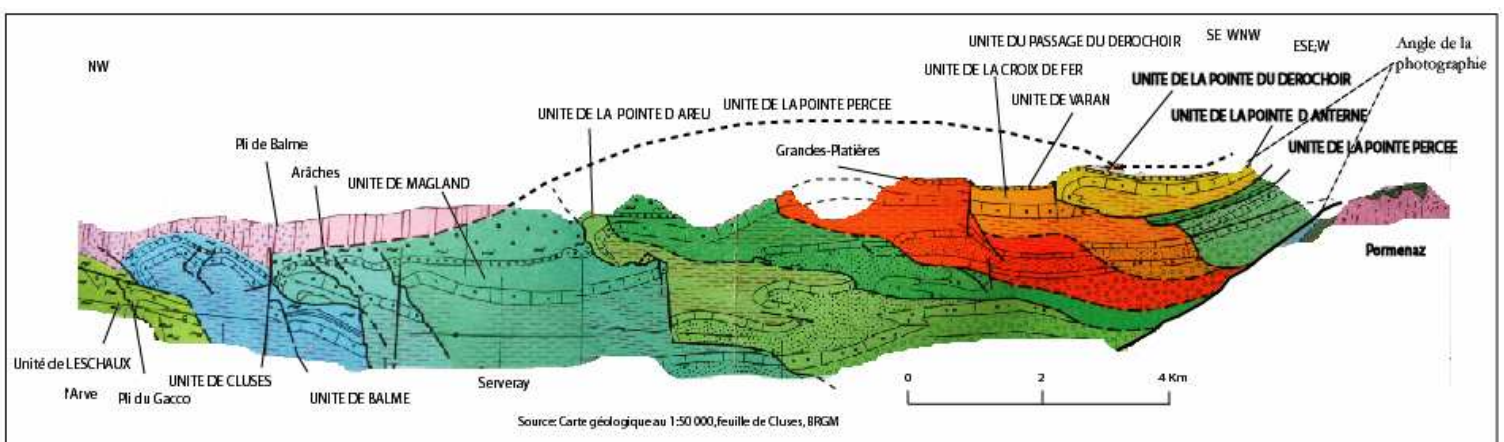 NW
UNITE DU PASSAGE DU DEROCHOIR
SE WNW
ESE;W
Angle de la
photographie
UNITE DE LA CROIX DE FER
UNITE DE LA POINTE DU DEROCHOIR
UNITE DE LA POINTE D AREU
UNITE DE LA POINTE PERCEE
UNITE DE VARAN
UNITE DE LA POINTE D ANTERNE
Pli de Balme
Grandes-Platières
UNITE DE LA POINTE PERCEE
Arâches
UNITE DE MAGLAND
Pormenaz
Unité de LESCHAUX
UNITE DE CLUSES
Serveray
0 2 4 Km
l'Arve
Pli du Gacco
UNITE DE BALME
Source: Carte géologique au 1:50 000, feuille de Cluses, BRGM